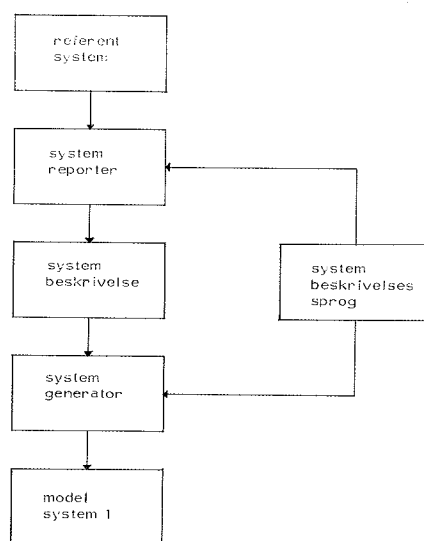 referent
system
system
reporter
system
beskrivelse
system
beskrivelses
sprog
system
generator
model
system 1